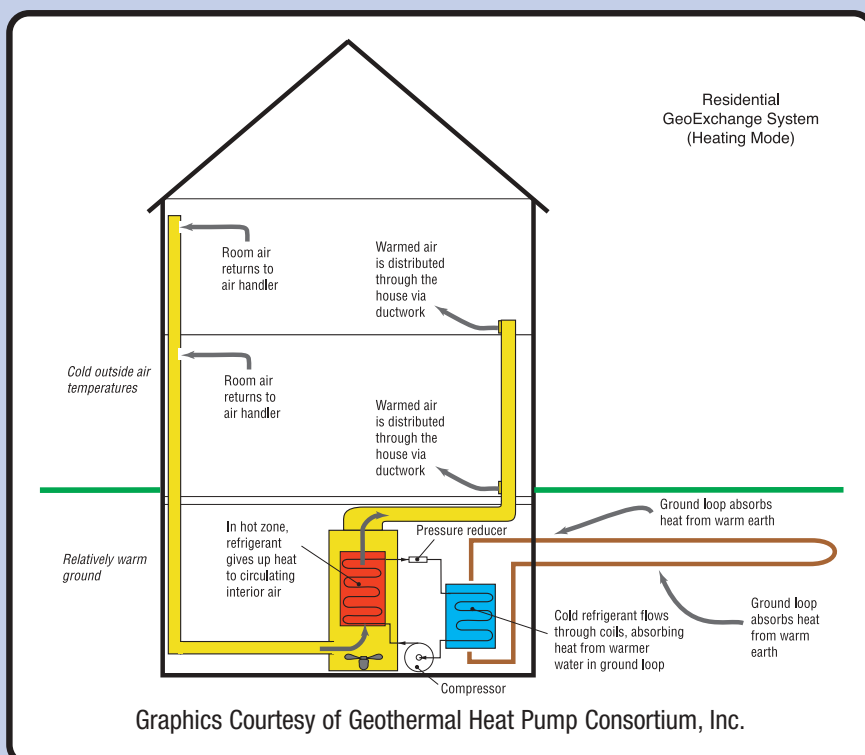 Residential
GeoExchange System
(Heating Mode)
Room air
returns to
air handler
Warmed air
is distributed
through the
house via
ductwork
Cold outside air
temperatures
Room air
returns to
air handler
Warmed air
is distributed
through the
house via
ductwork
Relatively warm
ground
In hot zone,
refrigerant
gives up heat
to circulating
interior air
Pressure reducer
Ground loop absorbs
heat from warm earth
Cold refrigerant flows
through coils, absorbing
heat from warmer
water in ground loop
Ground loop
absorbs heat
from warm
earth
Compressor
Graphics Courtesy of Geothermal Heat Pump Consortium, Inc.